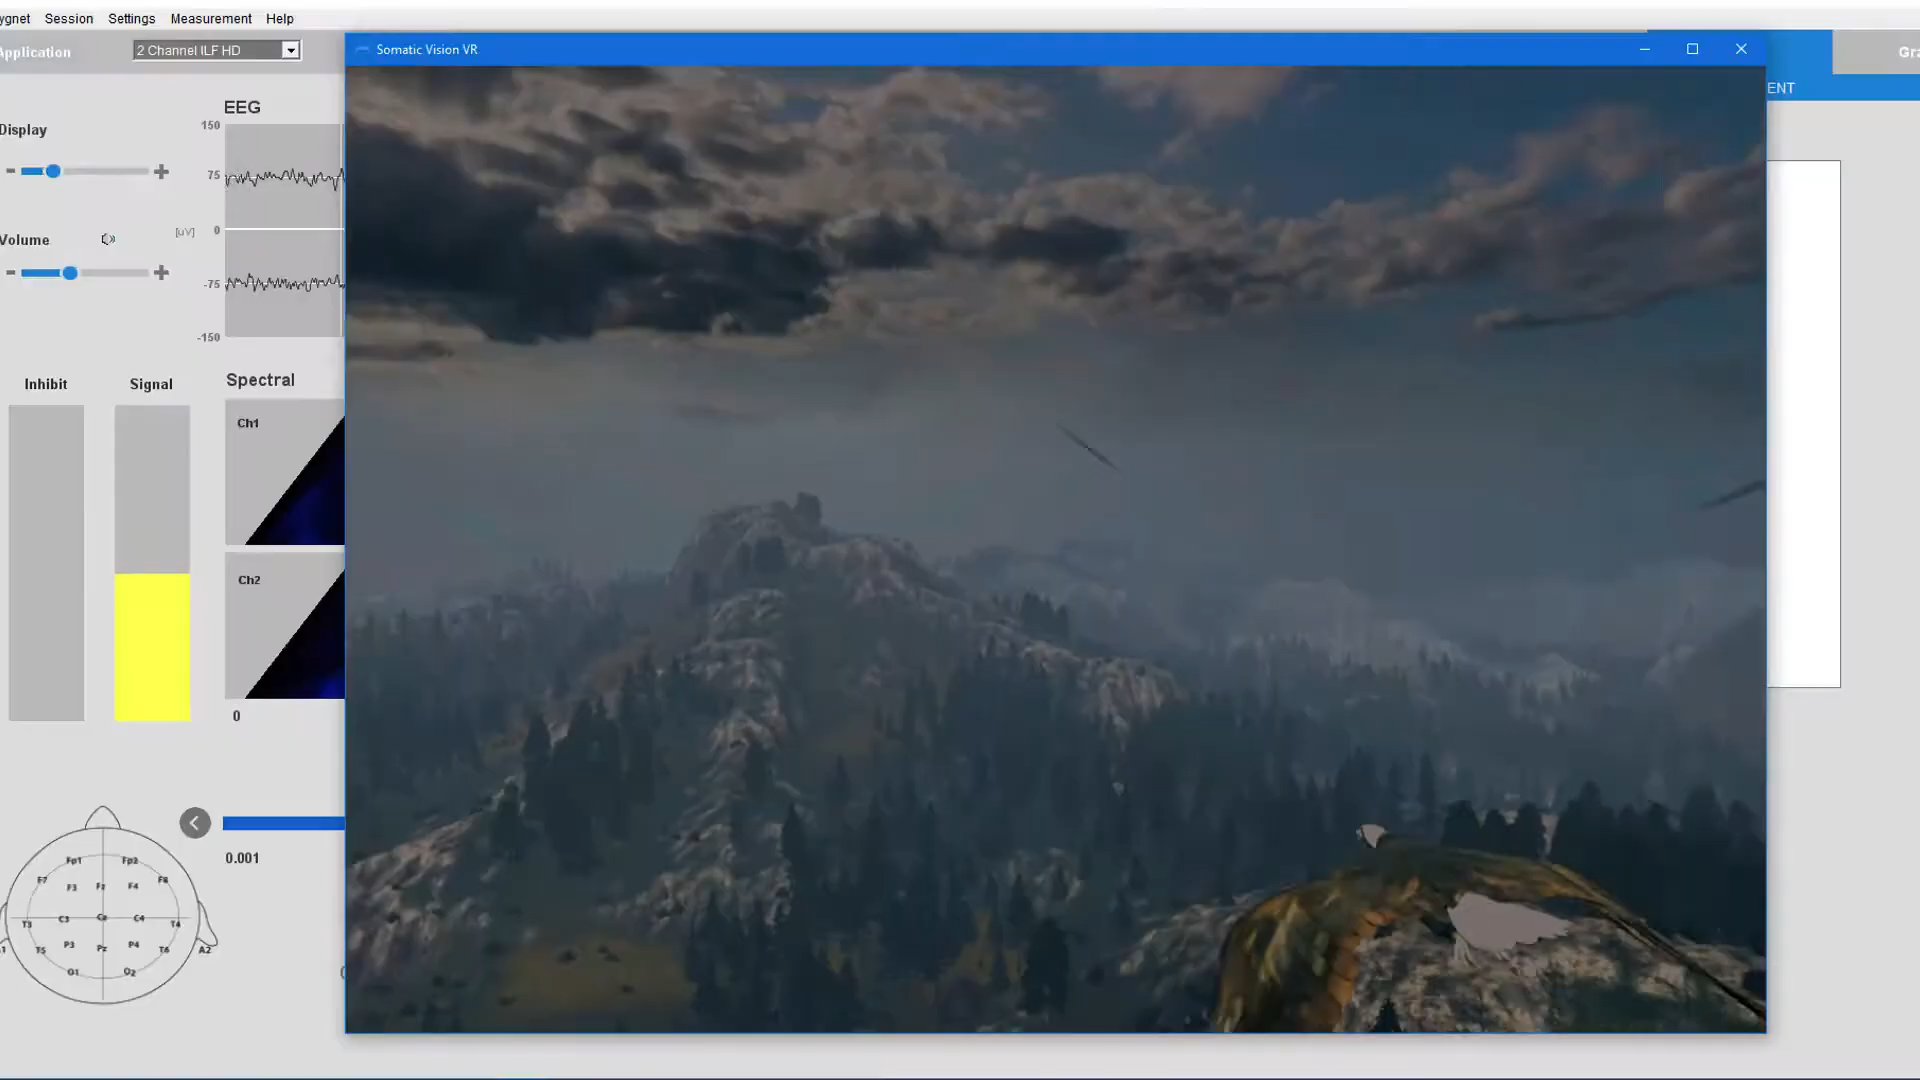 ygnet Session Settings Measurement Help
Application
2 Channel ILF HD
Somatic Vision VR
Gra
ENT
EEG
Display
150
75
Volume
[uV]
0
-75
-150
Inhibit
Signal
Spectral
Ch1
Ch2
0
0.001
Fp1 Fp2
F7 F3 Fz F4 F8
T3 C3 Cz C4 T4
A1 T5 P3 Pz P4 T6 A2
O1 O2